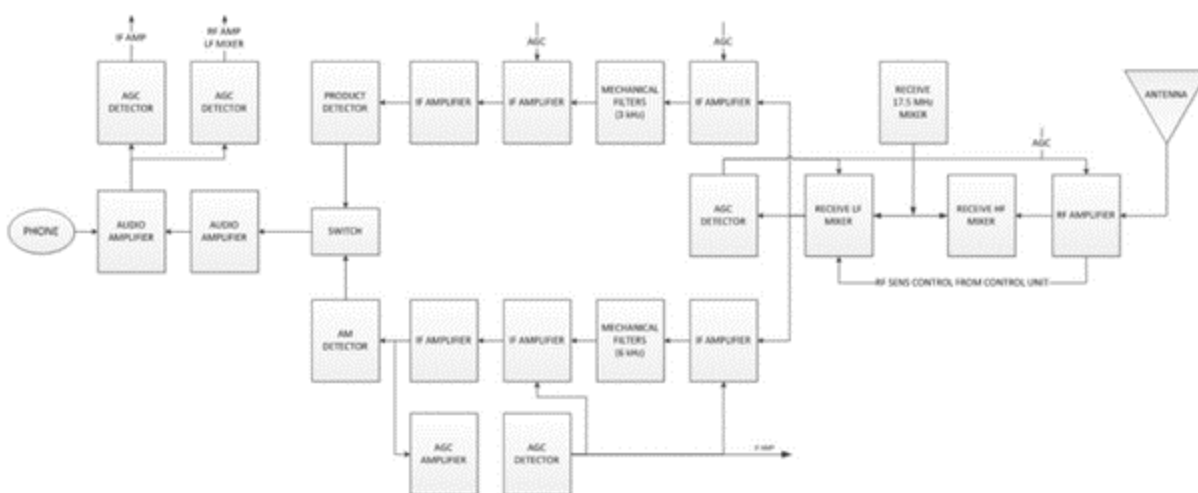 IF AMP
RF AMP
LF MIXER
AGC
AGC
AGC
DETECTOR
AGC
DETECTOR
PRODUCT
DETECTOR
IF AMPLIFIER
IF AMPLIFIER
MECHANICAL
FILTERS
(3 kHz)
IF AMPLIFIER
RECEIVE
17.5 MHz
MIXER
ANTENNA
AGC
PHONE
AUDIO
AMPLIFIER
AUDIO
AMPLIFIER
SWITCH
AGC
DETECTOR
RECEIVE LF
MIXER
RECEIVE HF
MIXER
RF AMPLIFIER
RF SENS CONTROL FROM CONTROL UNIT
AM
DETECTOR
IF AMPLIFIER
IF AMPLIFIER
MECHANICAL
FILTERS
(6 kHz)
IF AMPLIFIER
AGC
AMPLIFIER
AGC
DETECTOR
IF AMP